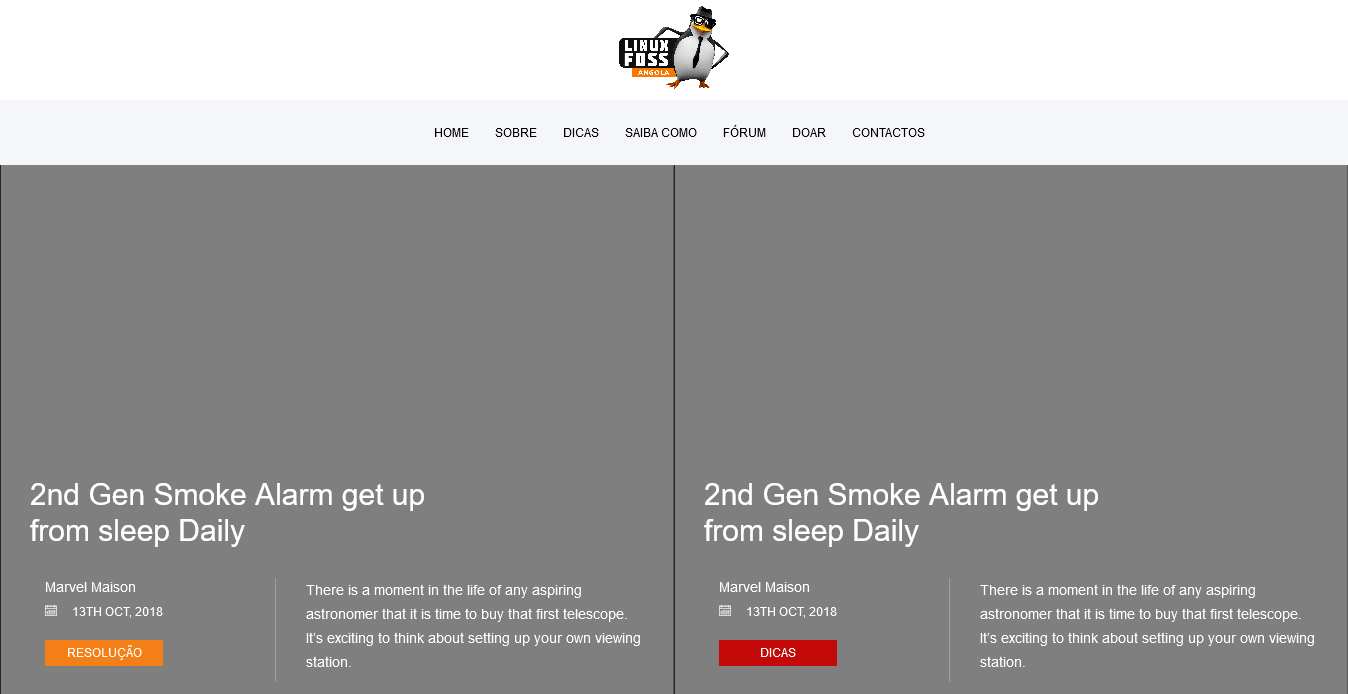 LINUX
FOSS
ANGOLA
HOME SOBRE DICAS SAIBA COMO FÓRUM DOAR CONTACTOS
2nd Gen Smoke Alarm get up
from sleep Daily
Marvel Maison
13TH OCT, 2018
RESOLUÇÃO
There is a moment in the life of any aspiring
astronomer that it is time to buy that first telescope.
It’s exciting to think about setting up your own viewing
station.
2nd Gen Smoke Alarm get up
from sleep Daily
Marvel Maison
13TH OCT, 2018
DICAS
There is a moment in the life of any aspiring
astronomer that it is time to buy that first telescope.
It’s exciting to think about setting up your own viewing
station.